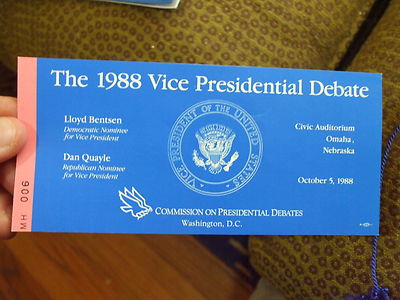 The 1988 Vice Presidential Debate
Lloyd Bentsen
Democratic Nominee
for Vice President
Dan Quayle
Republican Nominee
for Vice President
VICE PRESIDENT OF THE UNITED STATES
Civic Auditorium
Omaha,
Nebraska
October 5, 1988
COMMISSION ON PRESIDENTIAL DEBATES
Washington, D.C.
MH 006